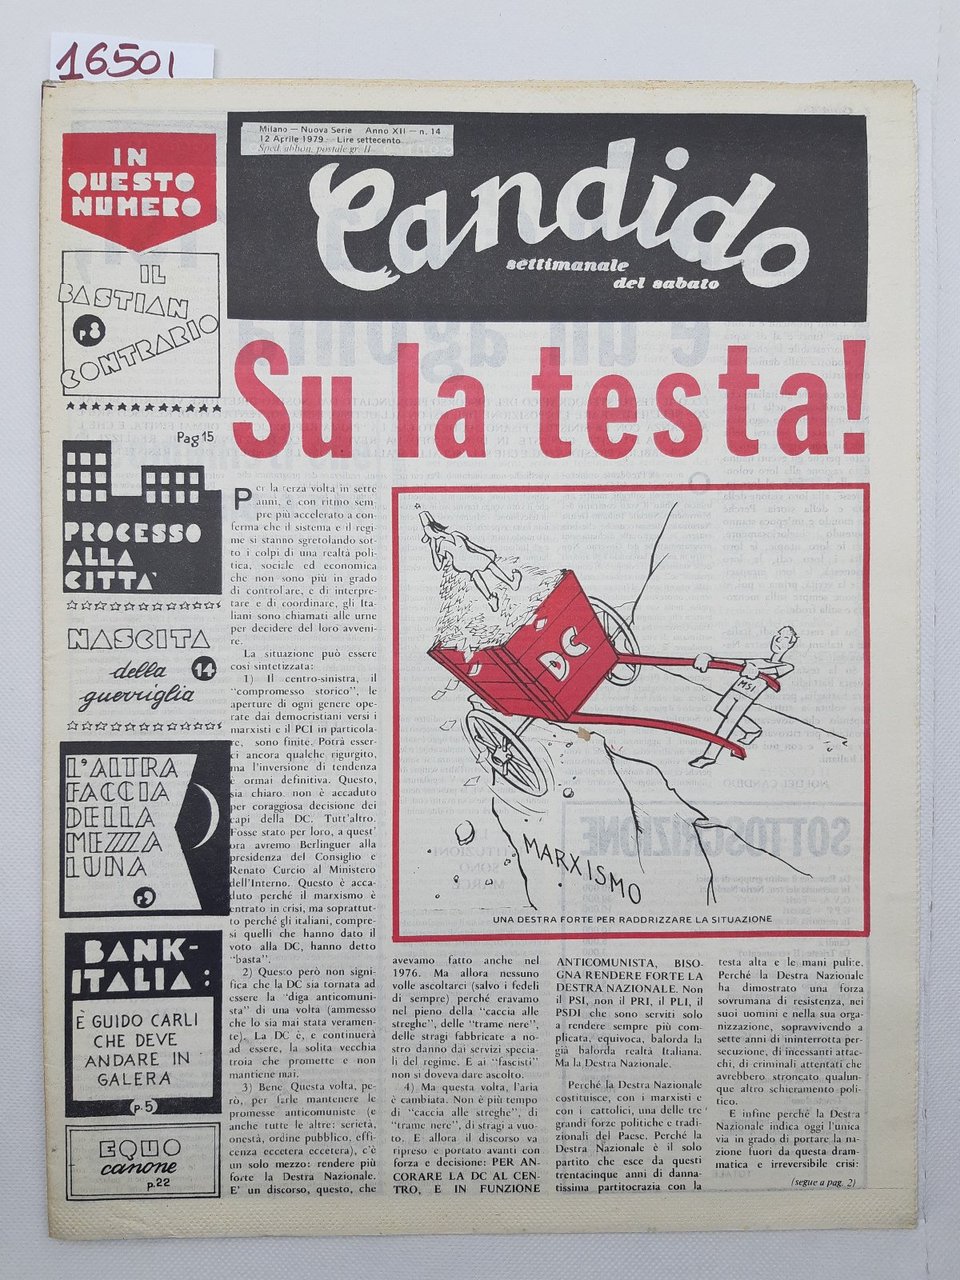 16501
Milano — Nuova Serie Anno XII — n. 14
12 Aprile 1979 — Lire settecento
Sped. abbon. postale gr. II
Candido
settimanale
del sabato
IN
QUESTO
NUMERO
IL
BASTIAN
p8
CONTRARIO
Pag 15
PROCESSO
ALLA
CITTA'
NASCITA
della 14
guerriglia
L'ALTRA
FACCIA
DELLA
MEZZA
LUNA
BANK-
ITALIA:
È GUIDO CARLI
CHE DEVE
ANDARE IN
GALERA
(p.5)
EQUO
canone
p.22
Su la testa!
Per la terza volta in sette
anni, e con ritmo sem-
pre più accelerato a con-
ferma che il sistema e il regi-
me si stanno sgretolando sot-
to i colpi di una realtà poli-
tica, sociale ed economica
che non sono più in grado
di controllare, e di interpre-
tare e di coordinare, gli Ita-
liani sono chiamati alle urne
per decidere del loro avveni-
re.
La situazione può essere
così sintetizzata:
1) Il centro-sinistra, il
"compromesso storico", le
aperture di ogni genere ope-
rate dai democristiani versi i
marxisti e il PCI in particola-
re, sono finite. Potrà esser-
ci ancora qualche rigurgito,
ma l'inversione di tendenza
è ormai definitiva. Questo,
sia chiaro non è accaduto
per coraggiosa decisione dei
capi della DC. Tutt'altro.
Fosse stato per loro, a quest'
ora avremo Berlinguer alla
presidenza del Consiglio e
Renato Curcio al Ministero
dell'Interno. Questo è acca-
duto perché il marxismo è
entrato in crisi, ma soprattut-
to perché gli italiani, compre-
si quelli che hanno dato il
voto alla DC, hanno detto
"basta".
2) Questo però non signi-
fica che la DC sia tornata ad
essere la "diga anticomuni-
sta" di una volta (ammesso
che lo sia mai stata veramen-
te). La DC è, e continuerà
ad essere, la solita vecchia
troia che promette e non
mantiene mai.
3) Bene. Questa volta, pe-
rò, per farle mantenere le
promesse anticomuniste (e
anche tutte le altre: serietà,
onestà, ordine pubblico, effi-
cenza eccetera eccetera), c'è
un solo mezzo: rendere più
forte la Destra Nazionale.
E' un discorso, questo, che
DC
MSI
MARXISMO
UNA DESTRA FORTE PER RADDRIZZARE LA SITUAZIONE
avevamo fatto anche nel
1976. Ma allora nessuno
volle ascoltarci (salvo i fedeli
di sempre) perché eravamo
nel pieno della "caccia alle
streghe", delle "trame nere",
delle stragi fabbricate a no-
stro danno dai servizi specia-
li del regime. E ai "fascisti"
non si doveva dare ascolto.
4) Ma questa volta, l'aria
è cambiata. Non è più tempo
di "caccia alle streghe", di
"trame nere", di stragi a vuo-
to. E allora il discorso va
ripreso e portato avanti con
forza e decisione: PER AN-
CORARE LA DC AL CEN-
TRO, E IN FUNZIONE
ANTICOMUNISTA, BISO-
GNA RENDERE FORTE LA
DESTRA NAZIONALE. Non
il PSI, non il PRI, il PLI, il
PSDI che sono serviti solo
a rendere sempre più com-
plicata, equivoca, balorda la
già balorda realtà Italiana.
Ma la Destra Nazionale.
Perché la Destra Nazionale
costituisce, con i marxisti e
con i cattolici, una delle tre
grandi forze politiche e tradi-
zionali del Paese. Perché la
Destra Nazionale è il solo
partito che esce da questi
trentacinque anni di danna-
tissima partitocrazia con la
testa alta e le mani pulite.
Perché la Destra Nazionale
ha dimostrato una forza
sovrumana di resistenza, nei
suoi uomini e nella sua or-
ganizzazione, sopravvivendo a
sette anni di ininterrotta per-
secuzione, di incessanti attac-
chi, di criminali attentati che
avrebbero stroncato qualun-
que altro schieramento poli-
tico.
E infine perché la Destra
Nazionale indica oggi l'unica
via in grado di portare la na-
zione fuori da questa dram-
matica e irreversibile crisi:
(segue a pag. 2)